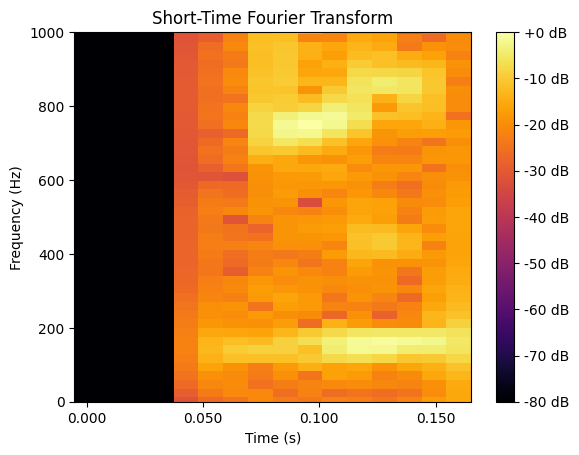 Short-Time Fourier Transform
1000
800
600
400
200
0
Frequency (Hz)
0.000
0.050
0.100
0.150
Time (s)
+0 dB
-10 dB
-20 dB
-30 dB
-40 dB
-50 dB
-60 dB
-70 dB
-80 dB